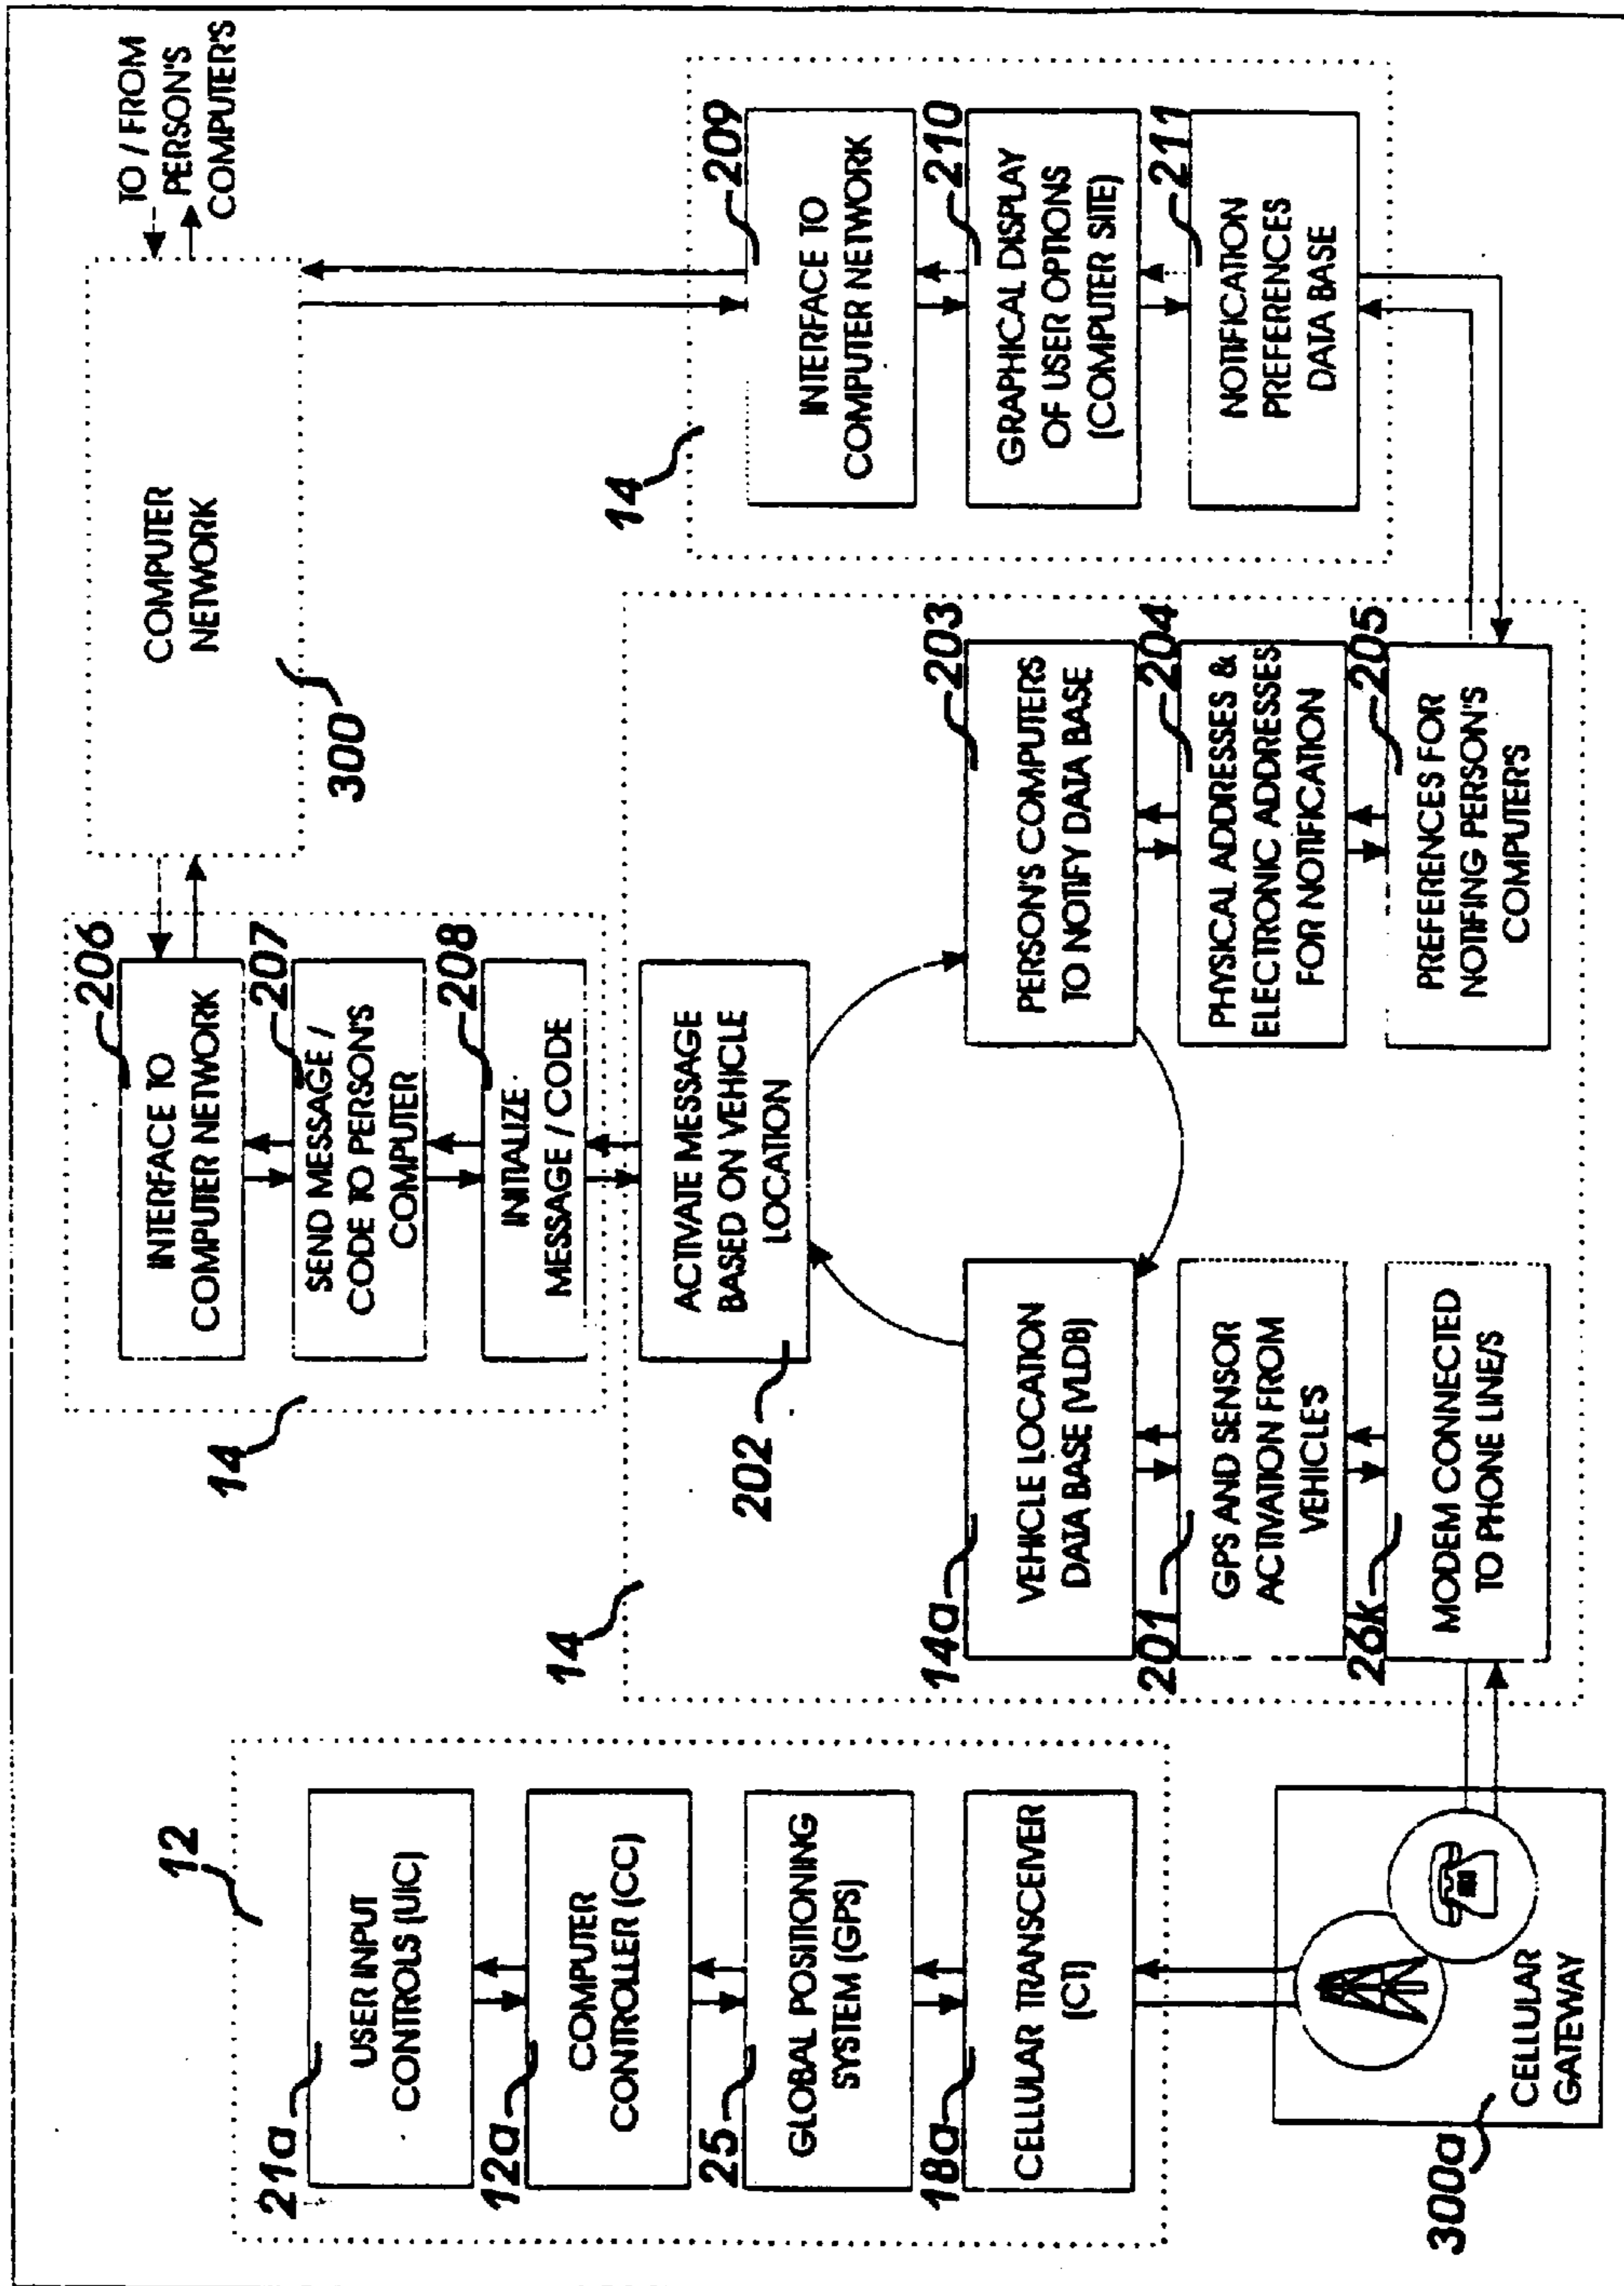 12
21a
USER INPUT
CONTROLS (UIC)
12a
COMPUTER
CONTROLLER (CC)
25
GLOBAL POSITIONING
SYSTEM (GPS)
18a
CELLULAR TRANSCEIVER
(CT)
300a
CELLULAR
GATEWAY
14
206
INTERFACE TO
COMPUTER NETWORK
207
SEND MESSAGE /
CODE TO PERSON'S
COMPUTER
208
INITIALIZE
MESSAGE / CODE
14
202
ACTIVATE MESSAGE
BASED ON VEHICLE
LOCATION
14a
VEHICLE LOCATION
DATA BASE (VLDB)
201
GPS AND SENSOR
ACTIVATION FROM
VEHICLE'S
26k
MODEM CONNECTED
TO PHONE LINE/S
203
PERSON'S COMPUTERS
TO NOTIFY DATA BASE
204
PHYSICAL ADDRESSES &
ELECTRONIC ADDRESSES
FOR NOTIFICATION
205
PREFERENCES FOR
NOTIFING PERSON'S
COMPUTER'S
COMPUTER
NETWORK
300
TO / FROM
PERSON'S
COMPUTER'S
14
209
INTERFACE TO
COMPUTER NETWORK
210
GRAPHICAL DISPLAY
OF USER OPTIONS
(COMPUTER SITE)
211
NOTIFICATION
PREFERENCES
DATA BASE